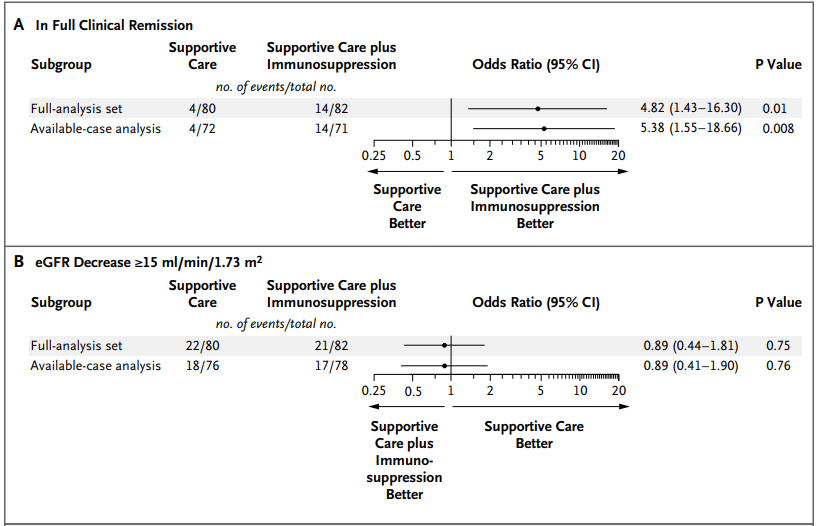 A In Full Clinical Remission
Subgroup Supportive Care Supportive Care plus Immunosuppression Odds Ratio (95% CI) P Value
no. of events/total no.
Full-analysis set 4/80 14/82 4.82 (1.43–16.30) 0.01
Available-case analysis 4/72 14/71 5.38 (1.55–18.66) 0.008
0.25 0.5 1 2 5 10 20
Supportive Care Better
Supportive Care plus Immunosuppression Better
B eGFR Decrease ≥15 ml/min/1.73 m²
Subgroup Supportive Care Supportive Care plus Immunosuppression Odds Ratio (95% CI) P Value
no. of events/total no.
Full-analysis set 22/80 21/82 0.89 (0.44–1.81) 0.75
Available-case analysis 18/76 17/78 0.89 (0.41–1.90) 0.76
0.25 0.5 1 2 5 10 20
Supportive Care plus Immuno-suppression Better
Supportive Care Better